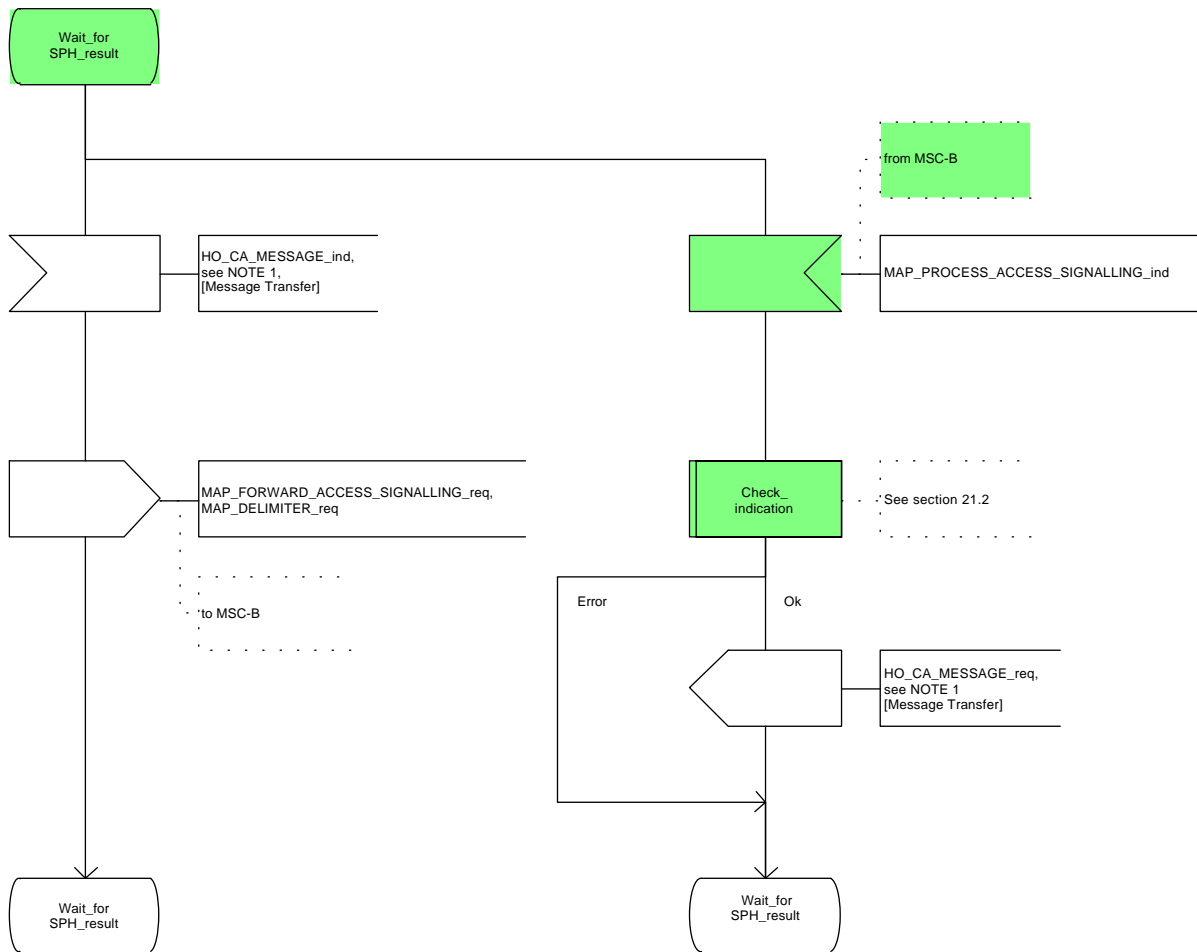 Wait_for
SPH_result
from MSC-B
HO_CA_MESSAGE_ind,
see NOTE 1,
[Message Transfer]
MAP_PROCESS_ACCESS_SIGNALLING_ind
MAP_FORWARD_ACCESS_SIGNALLING_req,
MAP_DELIMITER_req
Check_
indication
See section 21.2
to MSC-B
Error
Ok
HO_CA_MESSAGE_req,
see NOTE 1
[Message Transfer]
Wait_for
SPH_result
Wait_for
SPH_result